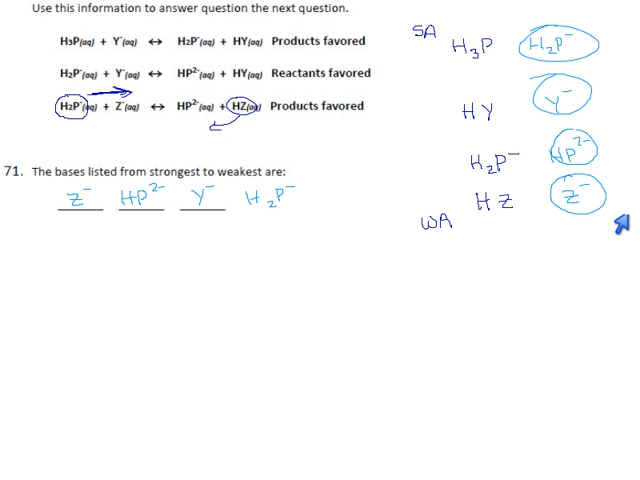 Use this information to answer question the next question.
H3P(aq) + Y⁻(aq) ↔ H2P⁻(aq) + HY(aq) Products favored
H2P⁻(aq) + Y⁻(aq) ↔ HP²⁻(aq) + HY(aq) Reactants favored
H2P⁻(aq) + Z⁻(aq) ↔ HP²⁻(aq) + HZ(aq) Products favored
71. The bases listed from strongest to weakest are:
Z⁻ HP²⁻ Y⁻ H₂P⁻
SA
H₃P H₂P⁻
HY Y⁻
H₂P⁻ HP²⁻
HZ Z⁻
WA